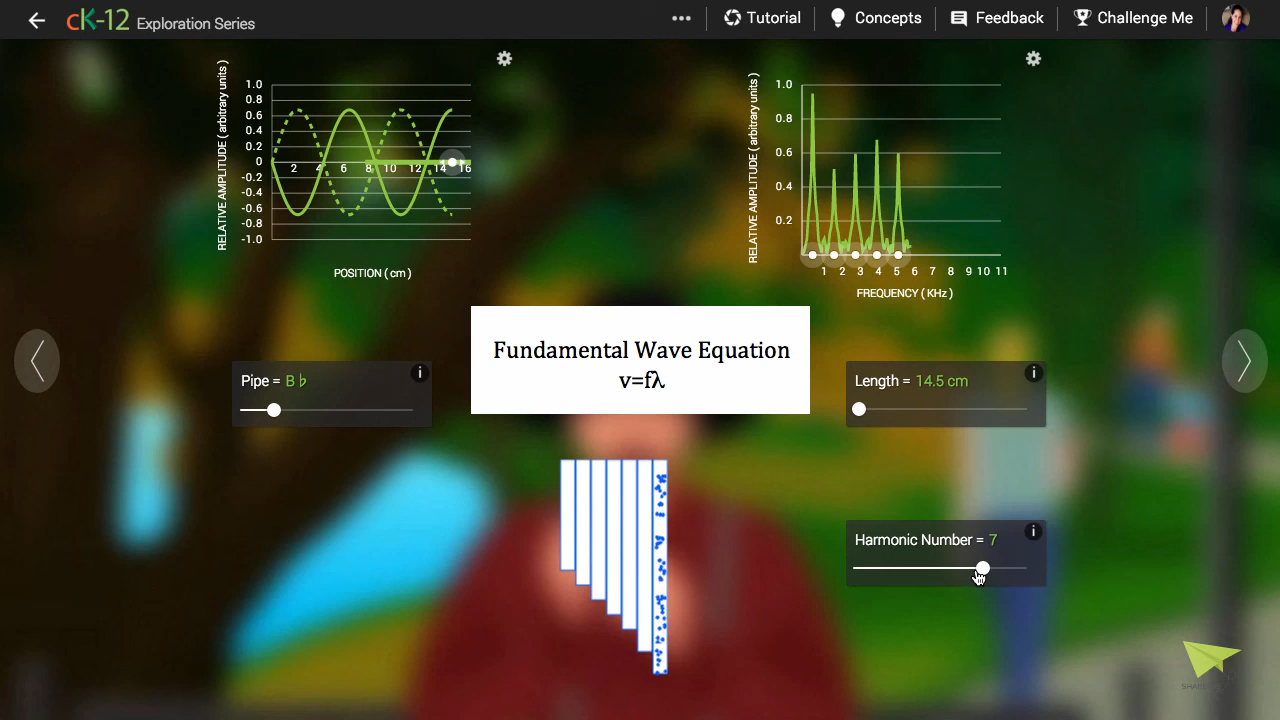 cK-12 Exploration Series
••• Tutorial Concepts Feedback Challenge Me
RELATIVE AMPLITUDE ( arbitrary units )
1.0
0.8
0.6
0.4
0.2
0
-0.2
-0.4
-0.6
-0.8
-1.0
2 4 6 8 10 12 14 16
POSITION ( cm )
RELATIVE AMPLITUDE ( arbitrary units )
1.0
0.8
0.6
0.4
0.2
1 2 3 4 5 6 7 8 9 10 11
FREQUENCY ( KHz )
Fundamental Wave Equation
v=fλ
Pipe = B♭
i
Length = 14.5 cm
i
Harmonic Number = 7
i